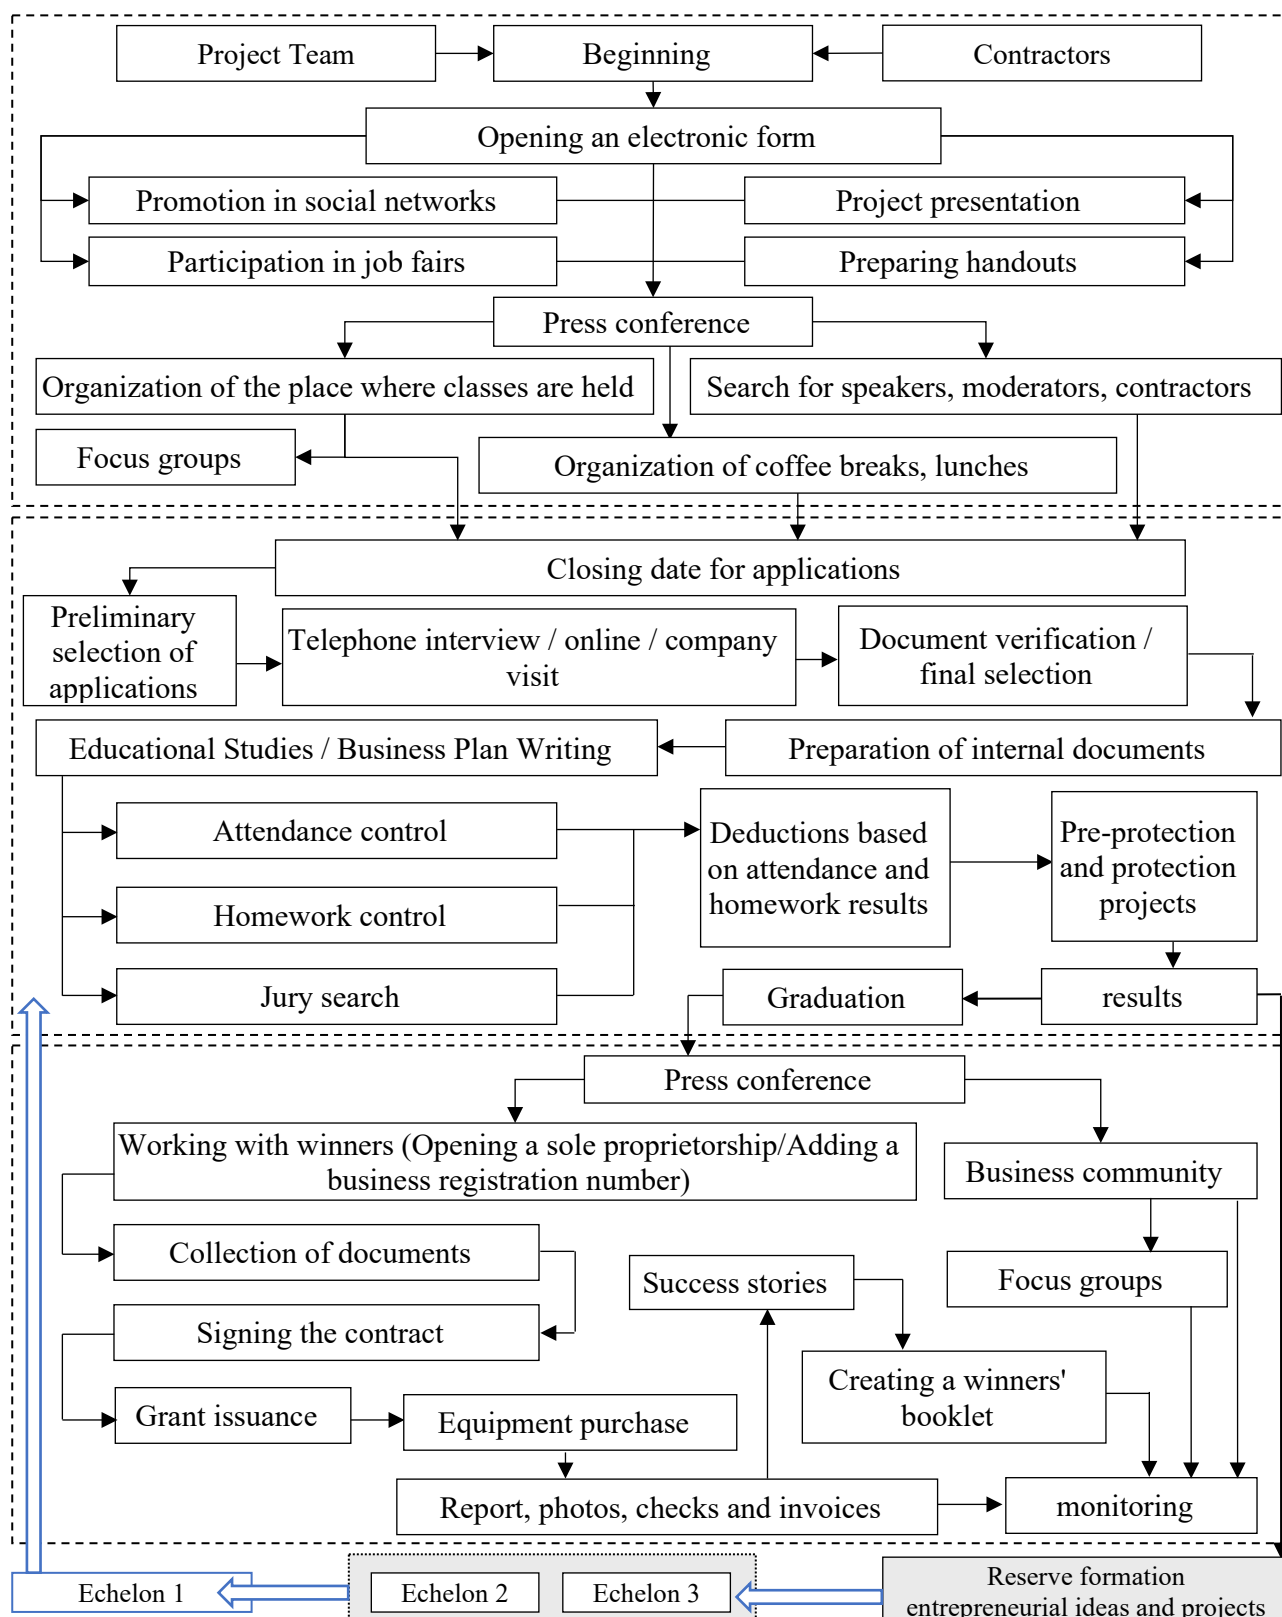 Project Team
Beginning
Contractors
Opening an electronic form
Promotion in social networks
Project presentation
Participation in job fairs
Preparing handouts
Press conference
Organization of the place where classes are held
Search for speakers, moderators, contractors
Focus groups
Organization of coffee breaks, lunches
Closing date for applications
Preliminary
selection of
applications
Telephone interview / online / company
visit
Document verification /
final selection
Educational Studies / Business Plan Writing
Preparation of internal documents
Attendance control
Homework control
Jury search
Deductions based
on attendance and
homework results
Pre-protection
and protection
projects
Graduation
results
Press conference
Working with winners (Opening a sole proprietorship/Adding a
business registration number)
Business community
Collection of documents
Success stories
Focus groups
Signing the contract
Creating a winners'
booklet
Grant issuance
Equipment purchase
Report, photos, checks and invoices
monitoring
Echelon 1
Echelon 2
Echelon 3
Reserve formation
entrepreneurial ideas and projects